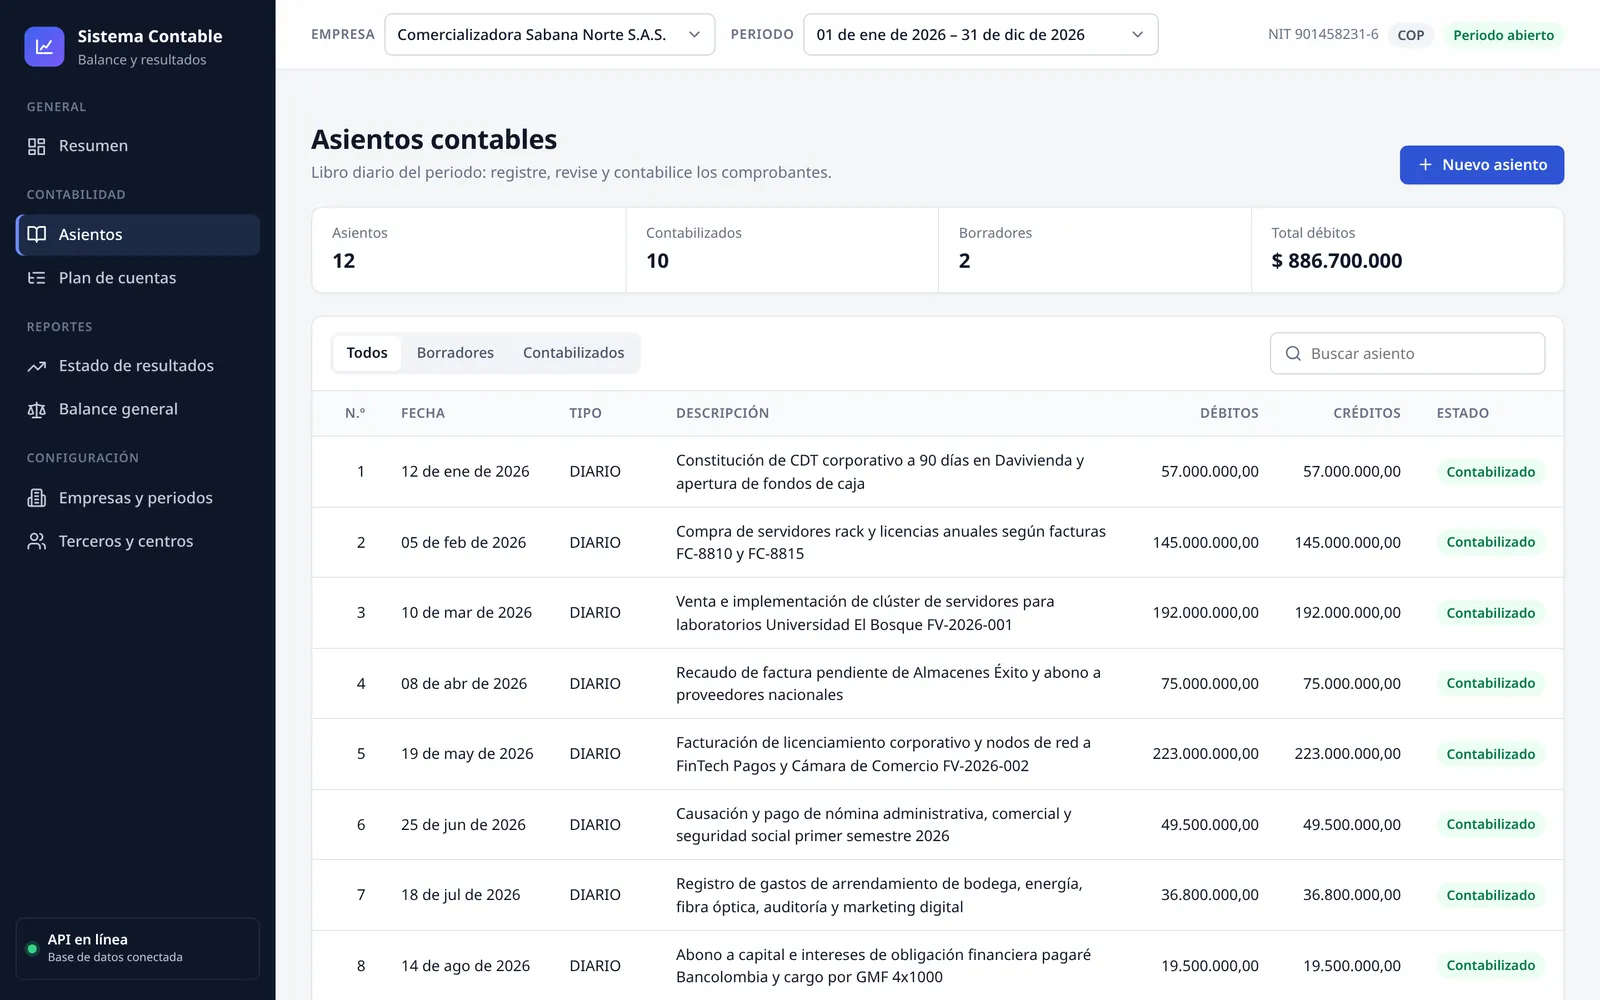 Sistema Contable
Balance y resultados
GENERAL
Resumen
CONTABILIDAD
Asientos
Plan de cuentas
REPORTES
Estado de resultados
Balance general
CONFIGURACIÓN
Empresas y periodos
Terceros y centros
API en línea
Base de datos conectada
EMPRESA Comercializadora Sabana Norte S.A.S. PERIODO 01 de ene de 2026 – 31 de dic de 2026 NIT 901458231-6 COP Periodo abierto
Asientos contables
Libro diario del periodo: registre, revise y contabilice los comprobantes.
+ Nuevo asiento
Asientos
12
Contabilizados
10
Borradores
2
Total débitos
$ 886.700.000
Todos Borradores Contabilizados
Buscar asiento
N.º FECHA TIPO DESCRIPCIÓN DÉBITOS CRÉDITOS ESTADO
1 12 de ene de 2026 DIARIO Constitución de CDT corporativo a 90 días en Davivienda y
apertura de fondos de caja 57.000.000,00 57.000.000,00 Contabilizado
2 05 de feb de 2026 DIARIO Compra de servidores rack y licencias anuales según facturas
FC-8810 y FC-8815 145.000.000,00 145.000.000,00 Contabilizado
3 10 de mar de 2026 DIARIO Venta e implementación de clúster de servidores para
laboratorios Universidad El Bosque FV-2026-001 192.000.000,00 192.000.000,00 Contabilizado
4 08 de abr de 2026 DIARIO Recaudo de factura pendiente de Almacenes Éxito y abono a
proveedores nacionales 75.000.000,00 75.000.000,00 Contabilizado
5 19 de may de 2026 DIARIO Facturación de licenciamiento corporativo y nodos de red a
FinTech Pagos y Cámara de Comercio FV-2026-002 223.000.000,00 223.000.000,00 Contabilizado
6 25 de jun de 2026 DIARIO Causación y pago de nómina administrativa, comercial y
seguridad social primer semestre 2026 49.500.000,00 49.500.000,00 Contabilizado
7 18 de jul de 2026 DIARIO Registro de gastos de arrendamiento de bodega, energía,
fibra óptica, auditoría y marketing digital 36.800.000,00 36.800.000,00 Contabilizado
8 14 de ago de 2026 DIARIO Abono a capital e intereses de obligación financiera pagaré
Bancolombia y cargo por GMF 4x1000 19.500.000,00 19.500.000,00 Contabilizado